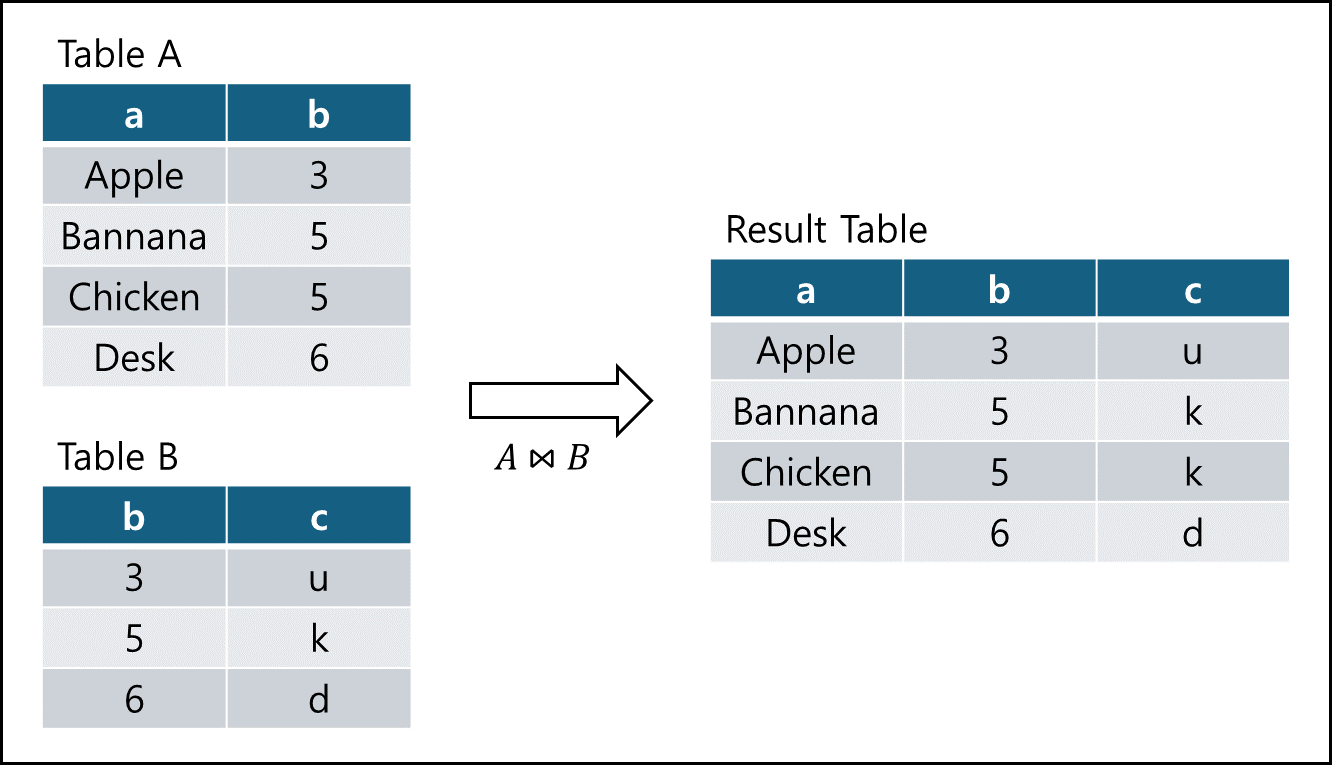 Table A
a b
Apple 3
Bannana 5
Chicken 5
Desk 6
Table B
b c
3 u
5 k
6 d
A ⋈ B
Result Table
a b c
Apple 3 u
Bannana 5 k
Chicken 5 k
Desk 6 d